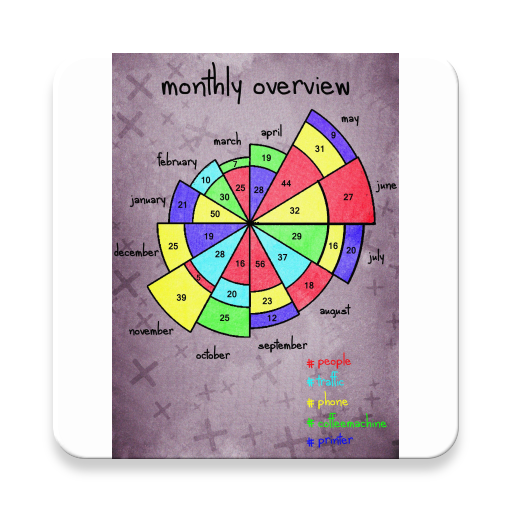 monthly overview
april
may
march
9
february
7
19
31
10
25
28
44
june
january
21
30
27
50
32
december
25
19
29
16
20
july
28
37
5
16
56
18
39
20
23
august
november
25
12
october
september
# people
# traffic
# phone
# coffeemachine
# printer